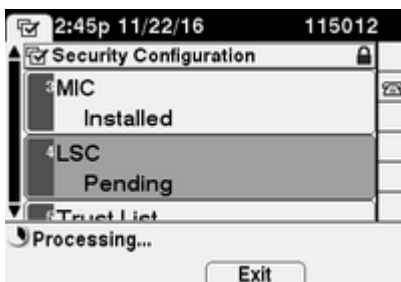 2:45p 11/22/16 115012
Security Configuration
3 MIC
Installed
4 LSC
Pending
Trust List
Processing...
Exit